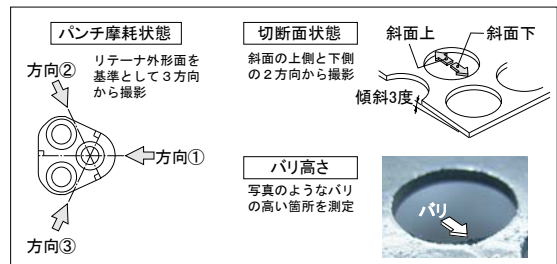 パンチ摩耗状態
リテーナ外形面を
基準として３方向
から撮影
方向②
方向①
方向③
切断面状態
斜面の上側と下側
の２方向から撮影
斜面上
斜面下
傾斜3度
バリ高さ
写真のようなバリ
の高い箇所を測定
バリ